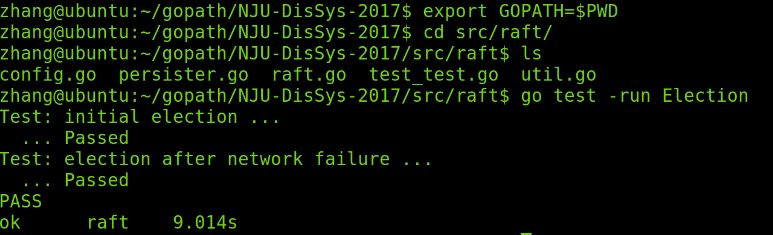 zhang@ubuntu:~/gopath/NJU-DisSys-2017$ export GOPATH=$PWD
zhang@ubuntu:~/gopath/NJU-DisSys-2017$ cd src/raft/
zhang@ubuntu:~/gopath/NJU-DisSys-2017/src/raft$ ls
config.go  persister.go  raft.go  test_test.go  util.go
zhang@ubuntu:~/gopath/NJU-DisSys-2017/src/raft$ go test -run Election
Test: initial election ...
  ... Passed
Test: election after network failure ...
  ... Passed
PASS
ok      raft    9.014s